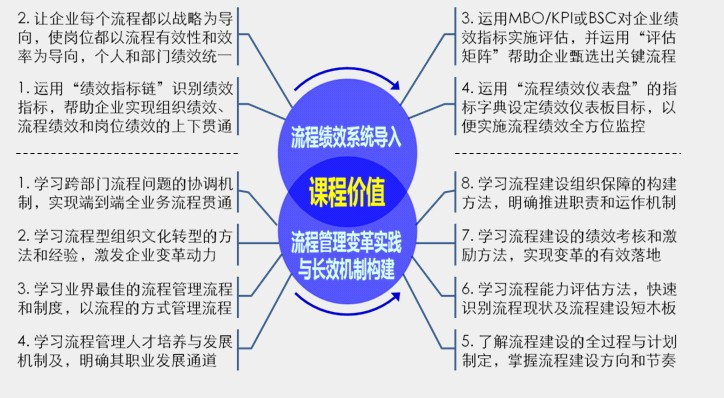 2. 让企业每个流程都以战略为导
向，使岗位都以流程有效性和效
率为导向，个人和部门绩效统一
1. 运用“绩效指标链”识别绩效
指标，帮助企业实现组织绩效、
流程绩效和岗位绩效的上下贯通
3. 运用MBO/KPI或BSC对企业绩
效指标实施评估，并运用“评估
矩阵”帮助企业甄选出关键流程
4. 运用“流程绩效仪表盘”的指
标字典设定绩效仪表板目标，以
便实施流程绩效全方位监控
流程绩效系统导入
课程价值
流程管理变革实践
与长效机制构建
1. 学习跨部门流程问题的协调机
制，实现端到端全业务流程贯通
2. 学习流程型组织文化转型的方
法和经验，激发企业变革动力
3. 学习业界最佳的流程管理流程
和制度，以流程的方式管理流程
4. 学习流程管理人才培养与发展
机制及，明确其职业发展通道
8. 学习流程建设组织保障的构建
方法，明确推进职责和运作机制
7. 学习流程建设的绩效考核和激
励方法，实现变革的有效落地
6. 学习流程能力评估方法，快速
识别流程现状及流程建设短木板
5. 了解流程建设的全过程与计划
制定，掌握流程建设方向和节奏